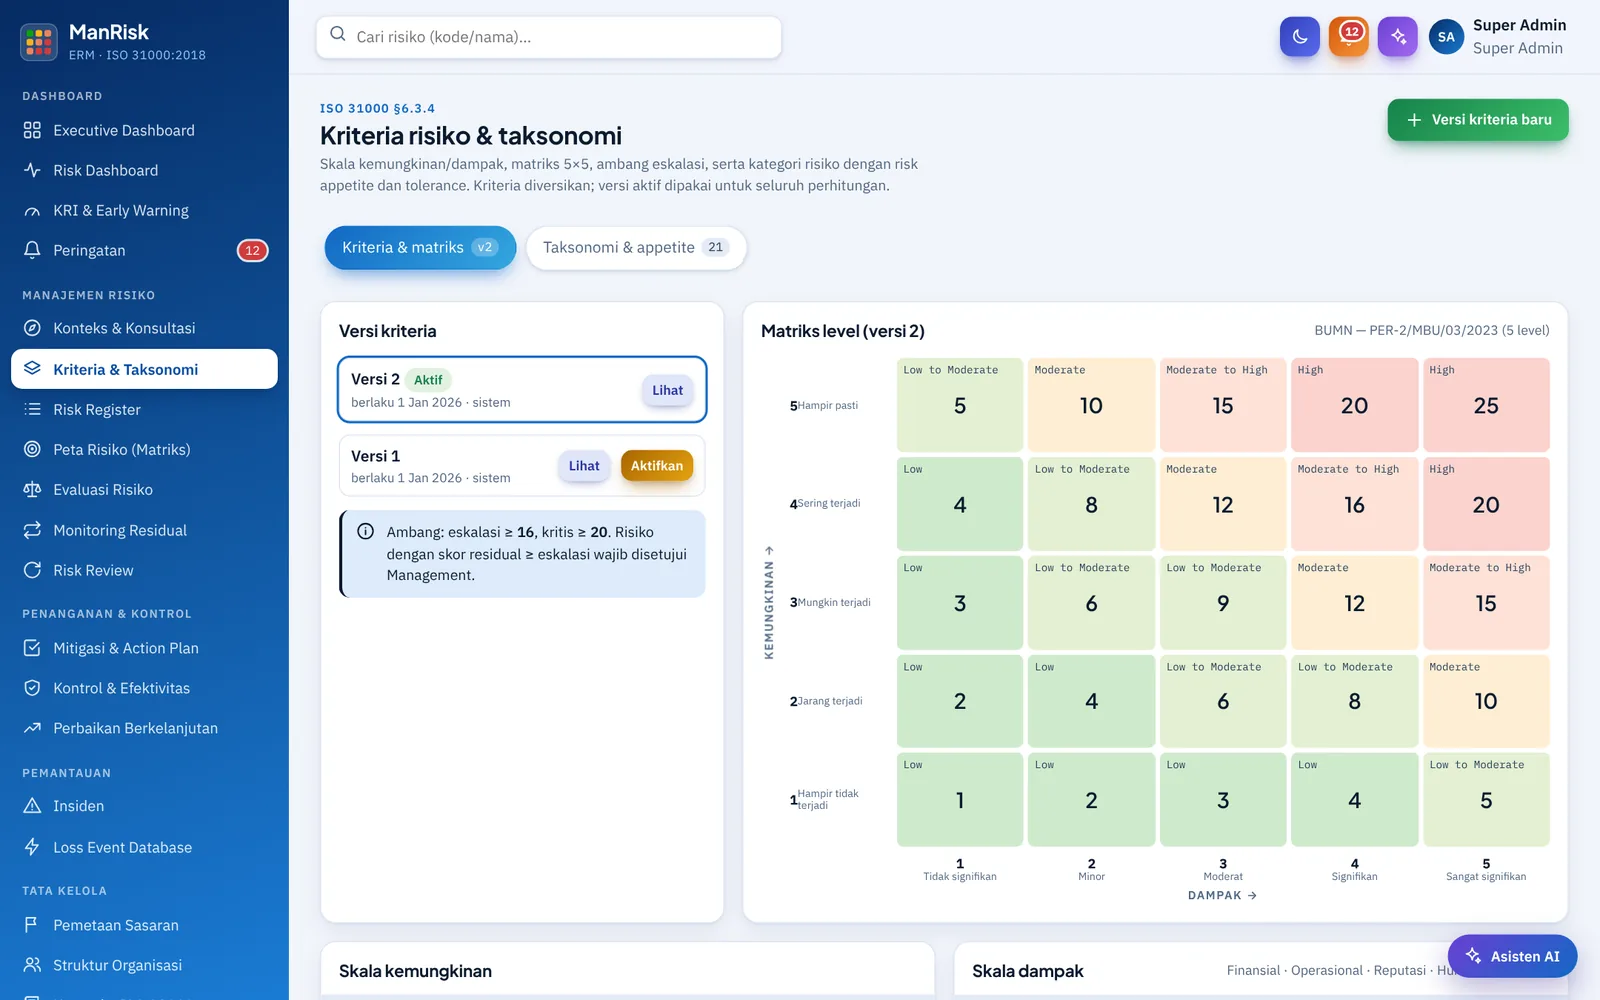 ManRisk
ERM · ISO 31000:2018
DASHBOARD
Executive Dashboard
Risk Dashboard
KRI & Early Warning
Peringatan
12
MANAJEMEN RISIKO
Konteks & Konsultasi
Kriteria & Taksonomi
Risk Register
Peta Risiko (Matriks)
Evaluasi Risiko
Monitoring Residual
Risk Review
PENANGANAN & KONTROL
Mitigasi & Action Plan
Kontrol & Efektivitas
Perbaikan Berkelanjutan
PEMANTAUAN
Insiden
Loss Event Database
TATA KELOLA
Pemetaan Sasaran
Struktur Organisasi
Cari risiko (kode/nama)...
12
SA
Super Admin
Super Admin
ISO 31000 §6.3.4
Kriteria risiko & taksonomi
Skala kemungkinan/dampak, matriks 5×5, ambang eskalasi, serta kategori risiko dengan risk
appetite dan tolerance. Kriteria diversikan; versi aktif dipakai untuk seluruh perhitungan.
Versi kriteria baru
Kriteria & matriks v2
Taksonomi & appetite 21
Versi kriteria
Versi 2 Aktif
berlaku 1 Jan 2026 · sistem
Lihat
Versi 1
berlaku 1 Jan 2026 · sistem
Lihat
Aktifkan
Ambang: eskalasi ≥ 16, kritis ≥ 20. Risiko
dengan skor residual ≥ eskalasi wajib disetujui
Management.
Matriks level (versi 2)
BUMN — PER-2/MBU/03/2023 (5 level)
KEMUNGKINAN →
5 Hampir pasti
Low to Moderate 5
Moderate 10
Moderate to High 15
High 20
High 25
4 Sering terjadi
Low 4
Low to Moderate 8
Moderate 12
Moderate to High 16
High 20
3 Mungkin terjadi
Low 3
Low to Moderate 6
Low to Moderate 9
Moderate 12
Moderate to High 15
2 Jarang terjadi
Low 2
Low 4
Low to Moderate 6
Low to Moderate 8
Moderate 10
1 Hampir tidak
terjadi
Low 1
Low 2
Low 3
Low 4
Low to Moderate 5
1
Tidak signifikan
2
Minor
3
Moderat
4
Signifikan
5
Sangat signifikan
DAMPAK →
Skala kemungkinan
Skala dampak
Finansial · Operasional · Reputasi ·
Asisten AI